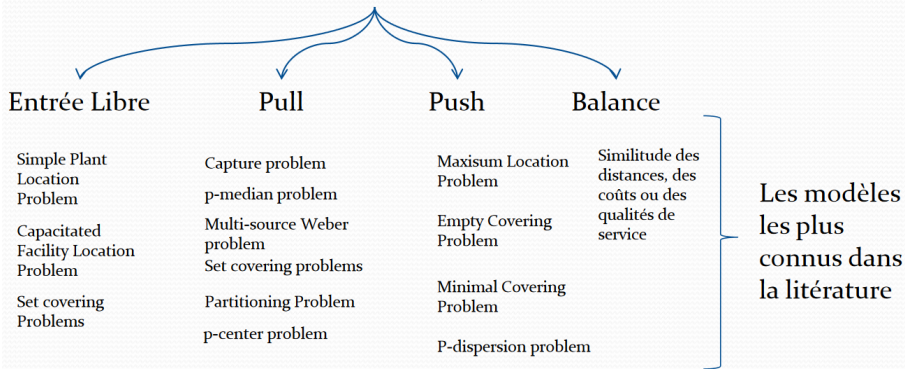 Entrée Libre
Pull
Push
Balance
Simple Plant
Location
Problem
Capacitated
Facility Location
Problem
Set covering
Problems
Capture problem
p-median problem
Multi-source Weber
problem
Set covering problems
Partitioning Problem
p-center problem
Maxisum Location
Problem
Empty Covering
Problem
Minimal Covering
Problem
P-dispersion problem
Similitude des
distances, des
coûts ou des
qualités de
service
Les modèles
les plus
connus dans
la litérature